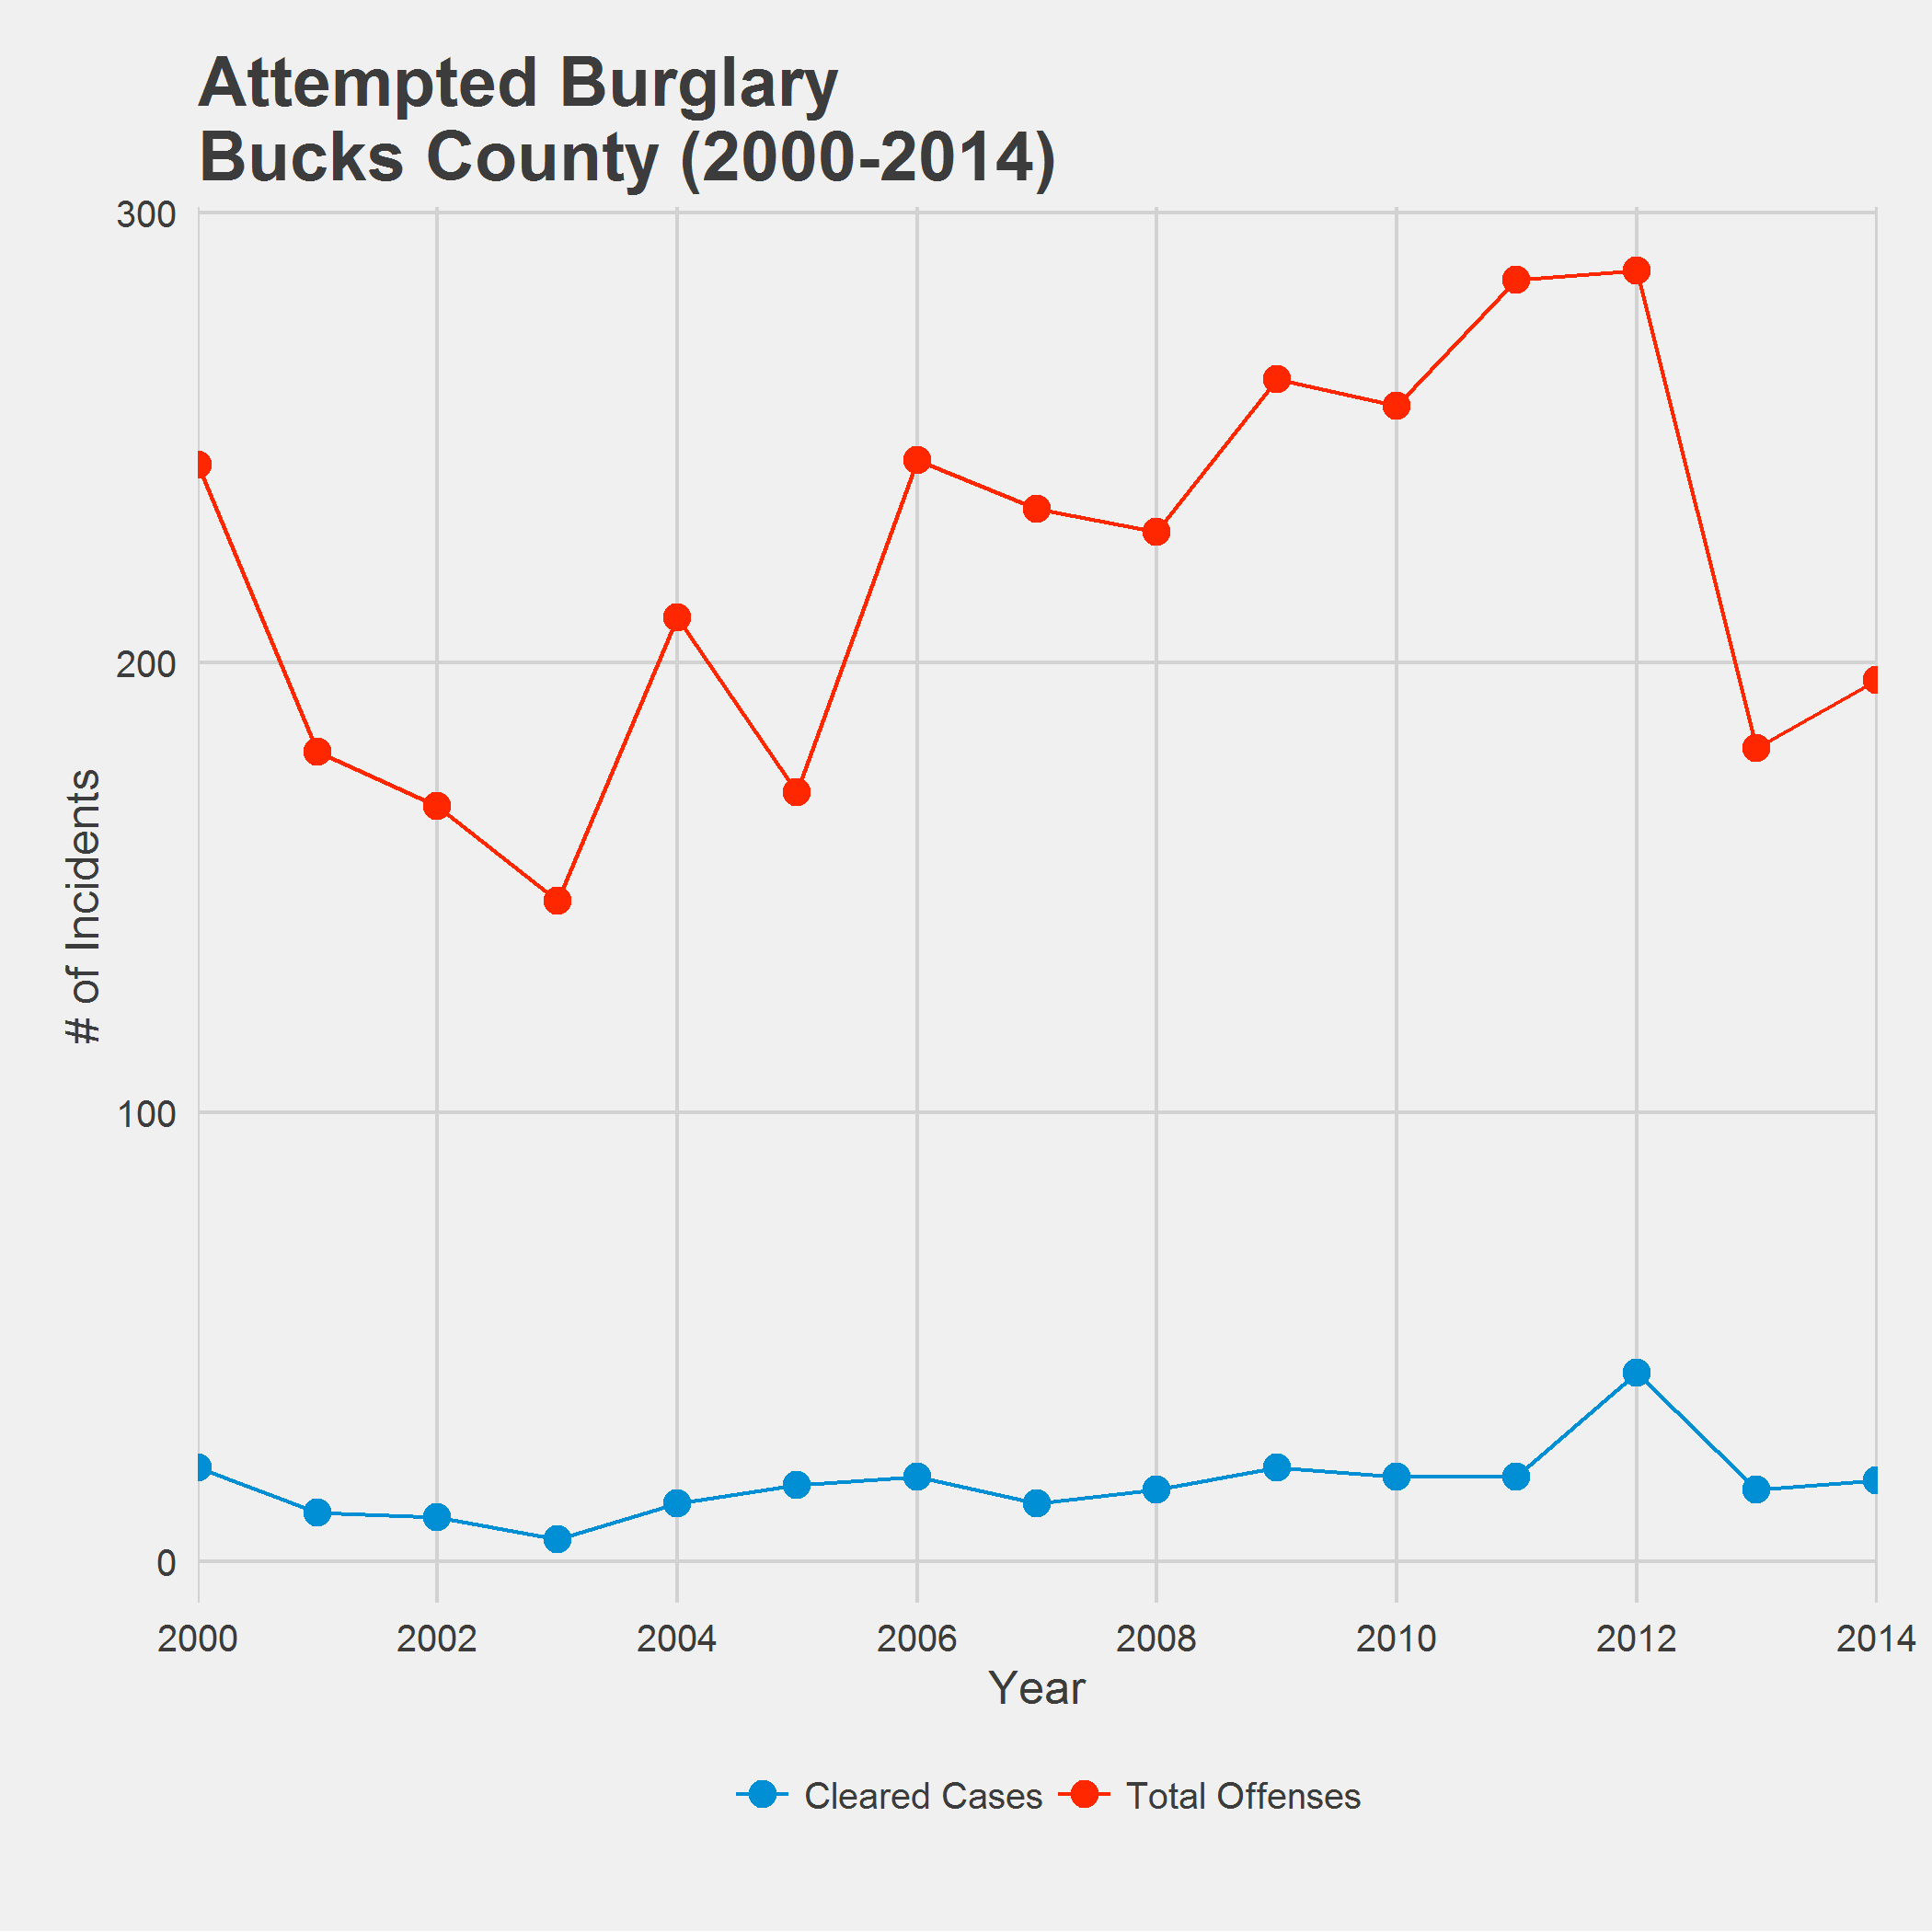 Attempted Burglary
Bucks County (2000-2014)
300
200
100
0
# of Incidents
2000 2002 2004 2006 2008 2010 2012 2014
Year
Cleared Cases Total Offenses